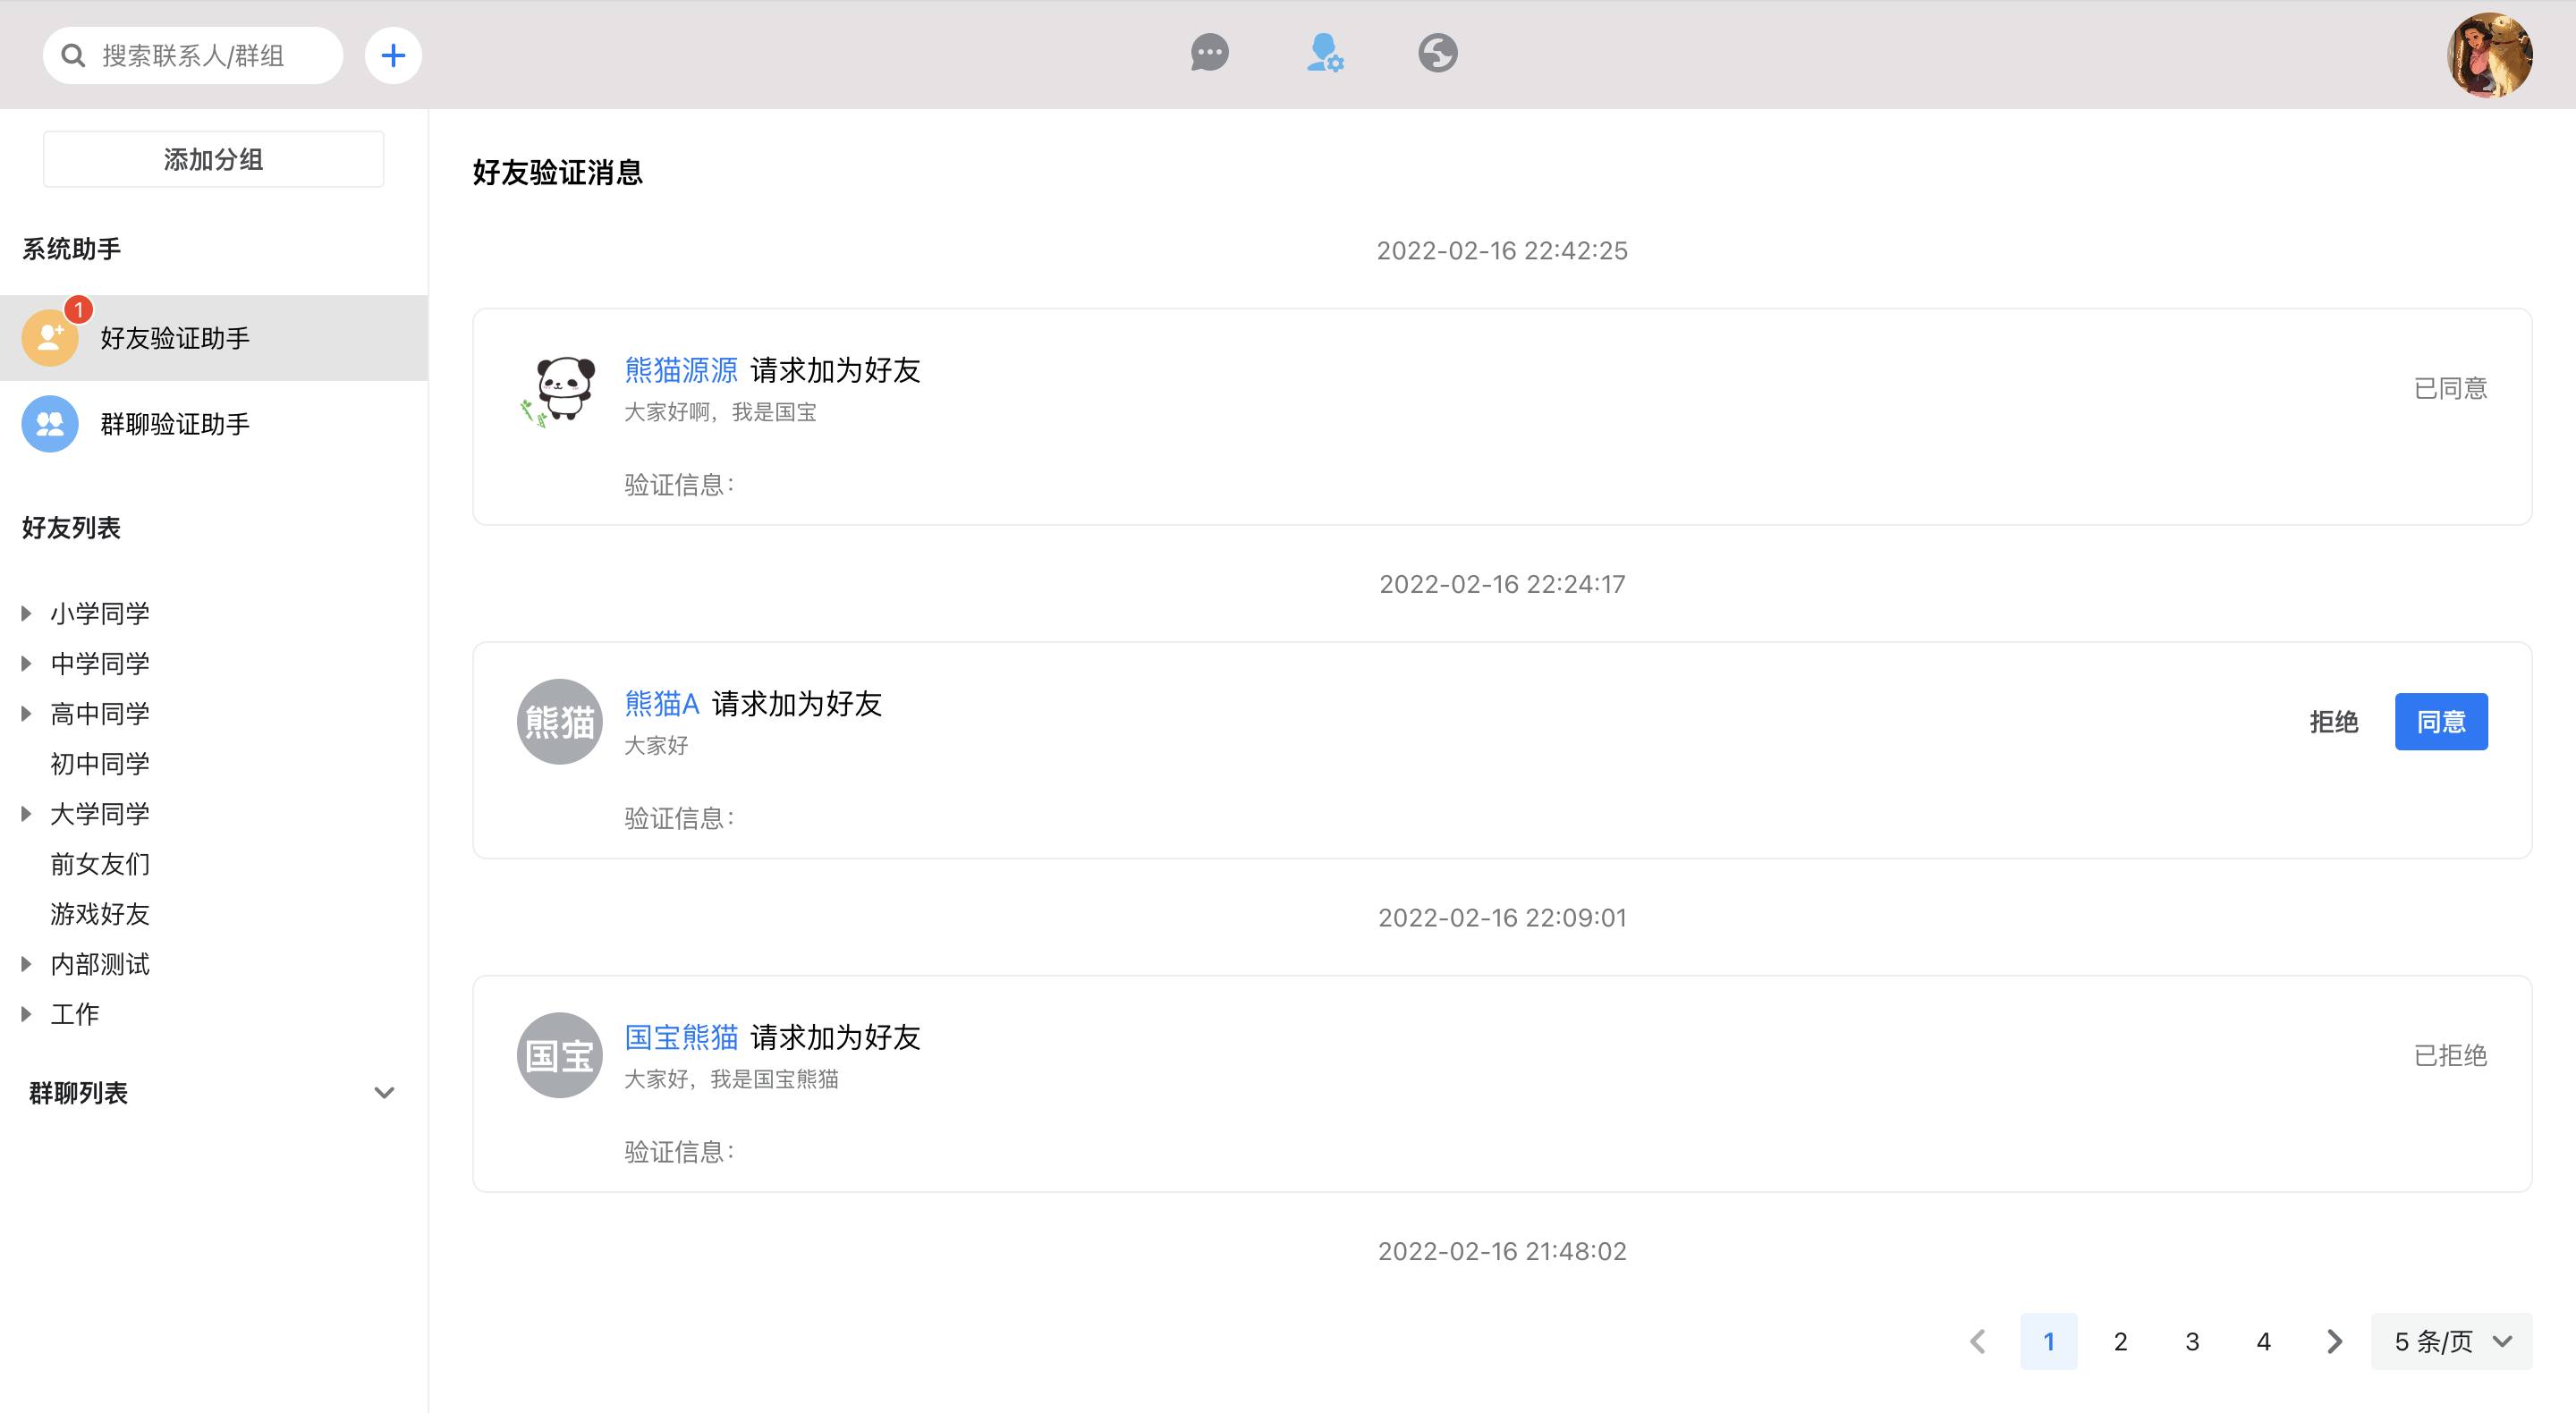 搜索联系人/群组
添加分组
系统助手
1
好友验证助手
群聊验证助手
好友列表
小学同学
中学同学
高中同学
初中同学
大学同学
前女友们
游戏好友
内部测试
工作
群聊列表
好友验证消息
2022-02-16 22:42:25
熊猫源源 请求加为好友
大家好啊，我是国宝
已同意
验证信息：
2022-02-16 22:24:17
熊猫
熊猫A 请求加为好友
大家好
拒绝 同意
验证信息：
2022-02-16 22:09:01
国宝
国宝熊猫 请求加为好友
大家好，我是国宝熊猫
已拒绝
验证信息：
2022-02-16 21:48:02
1 2 3 4 5 条/页